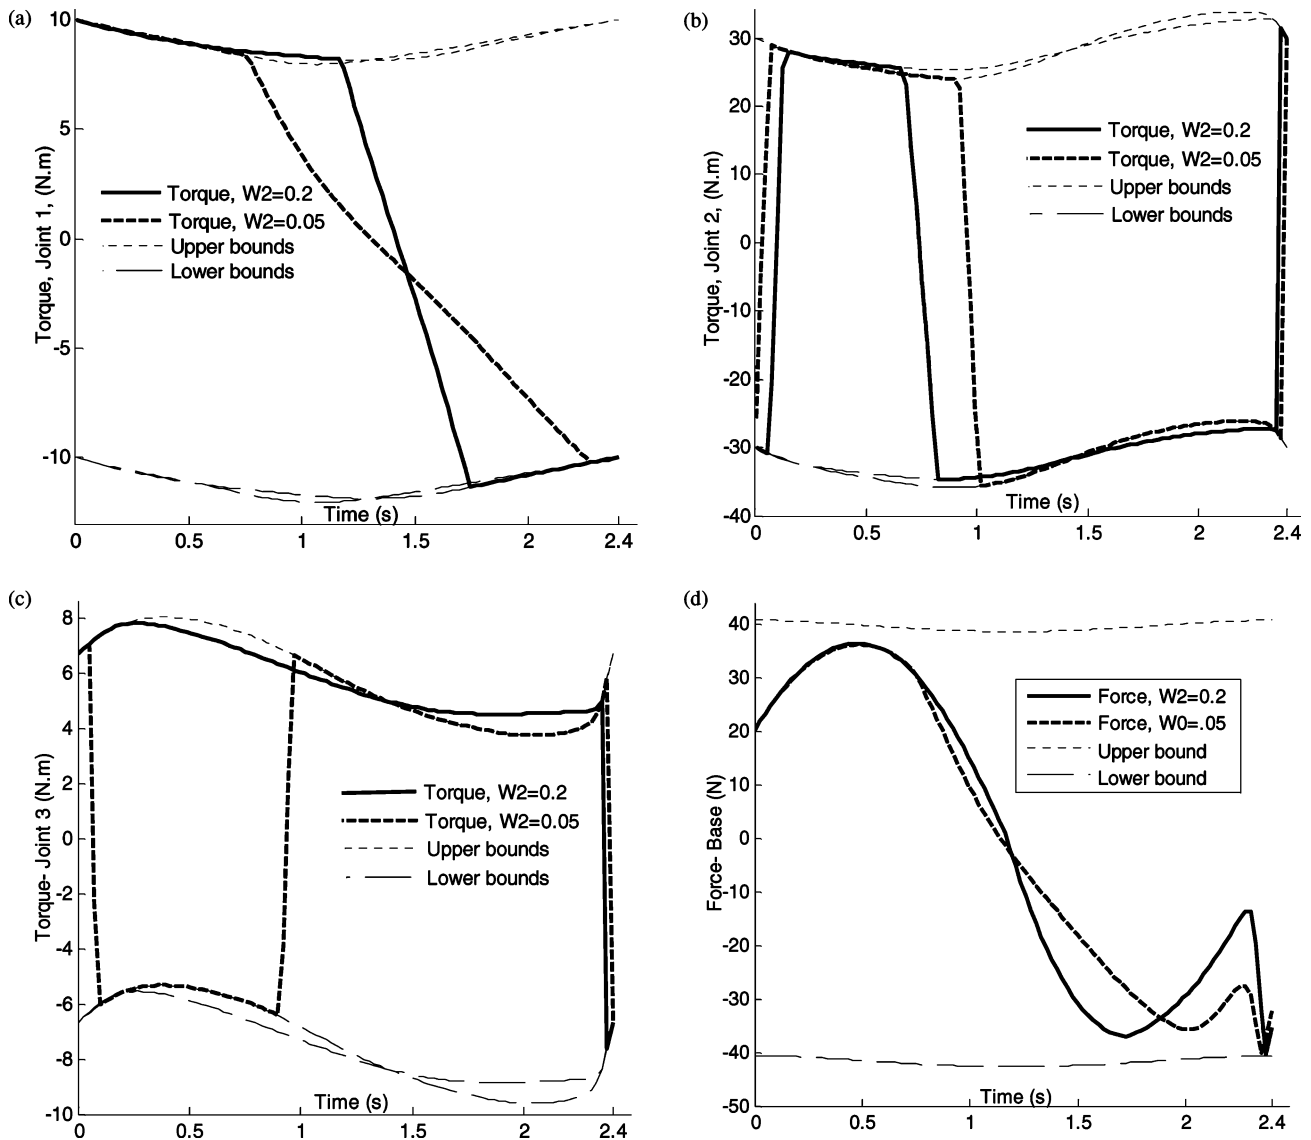 (a)
10
5
0
-5
-10
Torque, Joint 1, (N.m)
Torque, W2=0.2
Torque, W2=0.05
Upper bounds
Lower bounds
Time (s)
0 0.5 1 1.5 2 2.4
(b)
30
20
10
0
-10
-20
-30
-40
Torque, Joint 2, (N.m)
Torque, W2=0.2
Torque, W2=0.05
Upper bounds
Lower bounds
Time (s)
0 0.5 1 1.5 2 2.4
(c)
8
6
4
2
0
-2
-4
-6
-8
-10
Torque- Joint 3 (N.m)
Torque, W2=0.2
Torque, W2=0.05
Upper bounds
Lower bounds
Time (s)
0 0.5 1 1.5 2 2.4
(d)
40
30
20
10
0
-10
-20
-30
-40
-50
Force- Base (N)
Force, W2=0.2
Force, W0=.05
Upper bound
Lower bound
Time (s)
0 1 1.5 2 2.4